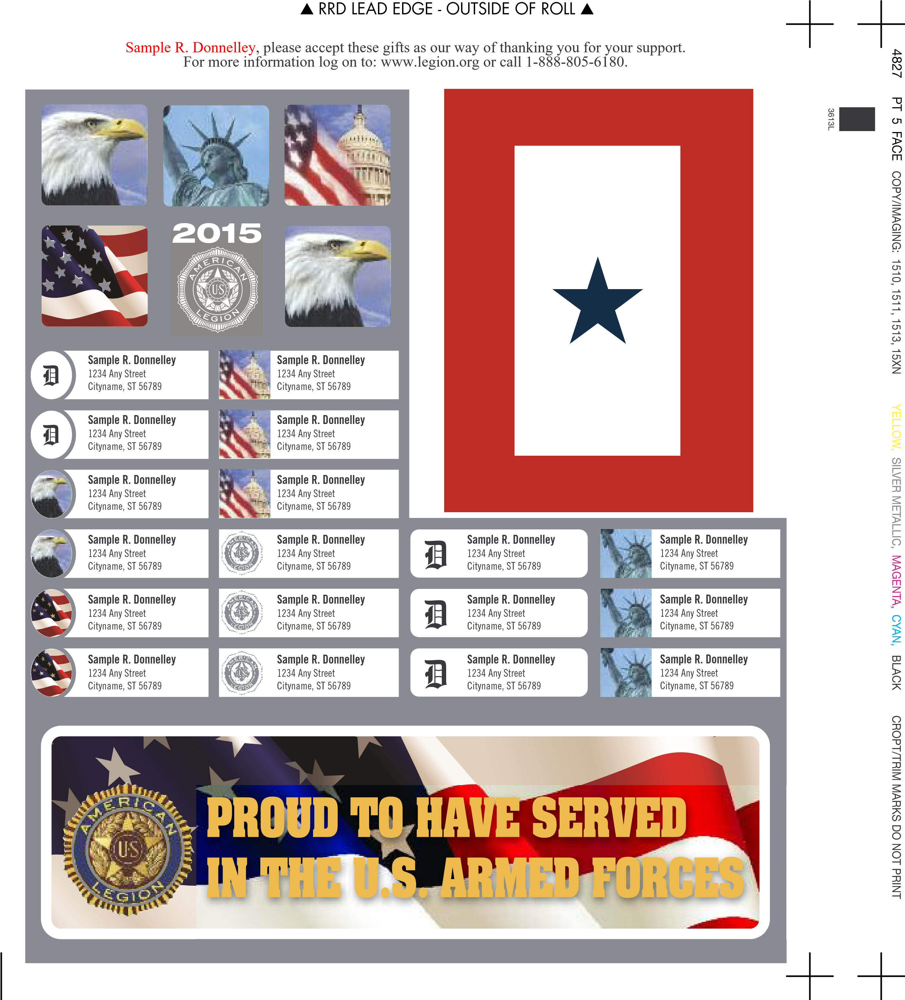 ▲ RRD LEAD EDGE - OUTSIDE OF ROLL ▲
Sample R. Donnelley, please accept these gifts as our way of thanking you for your support.
For more information log on to: www.legion.org or call 1-888-805-6180.
2015
AMERICAN
US
LEGION
D
Sample R. Donnelley
1234 Any Street
Cityname, ST 56789
Sample R. Donnelley
1234 Any Street
Cityname, ST 56789
D
Sample R. Donnelley
1234 Any Street
Cityname, ST 56789
Sample R. Donnelley
1234 Any Street
Cityname, ST 56789
Sample R. Donnelley
1234 Any Street
Cityname, ST 56789
Sample R. Donnelley
1234 Any Street
Cityname, ST 56789
Sample R. Donnelley
1234 Any Street
Cityname, ST 56789
AMERICAN
US
LEGION
Sample R. Donnelley
1234 Any Street
Cityname, ST 56789
D
Sample R. Donnelley
1234 Any Street
Cityname, ST 56789
Sample R. Donnelley
1234 Any Street
Cityname, ST 56789
Sample R. Donnelley
1234 Any Street
Cityname, ST 56789
AMERICAN
US
LEGION
Sample R. Donnelley
1234 Any Street
Cityname, ST 56789
D
Sample R. Donnelley
1234 Any Street
Cityname, ST 56789
Sample R. Donnelley
1234 Any Street
Cityname, ST 56789
Sample R. Donnelley
1234 Any Street
Cityname, ST 56789
AMERICAN
US
LEGION
Sample R. Donnelley
1234 Any Street
Cityname, ST 56789
D
Sample R. Donnelley
1234 Any Street
Cityname, ST 56789
Sample R. Donnelley
1234 Any Street
Cityname, ST 56789
AMERICAN
US
LEGION
PROUD TO HAVE SERVED
IN THE U.S. ARMED FORCES
3613L
4827 PT 5 FACE COPY/IMAGING: 1510, 1511, 1513, 15XN YELLOW, SILVER METALLIC, MAGENTA, CYAN, BLACK CROPT/TRIM MARKS DO NOT PRINT